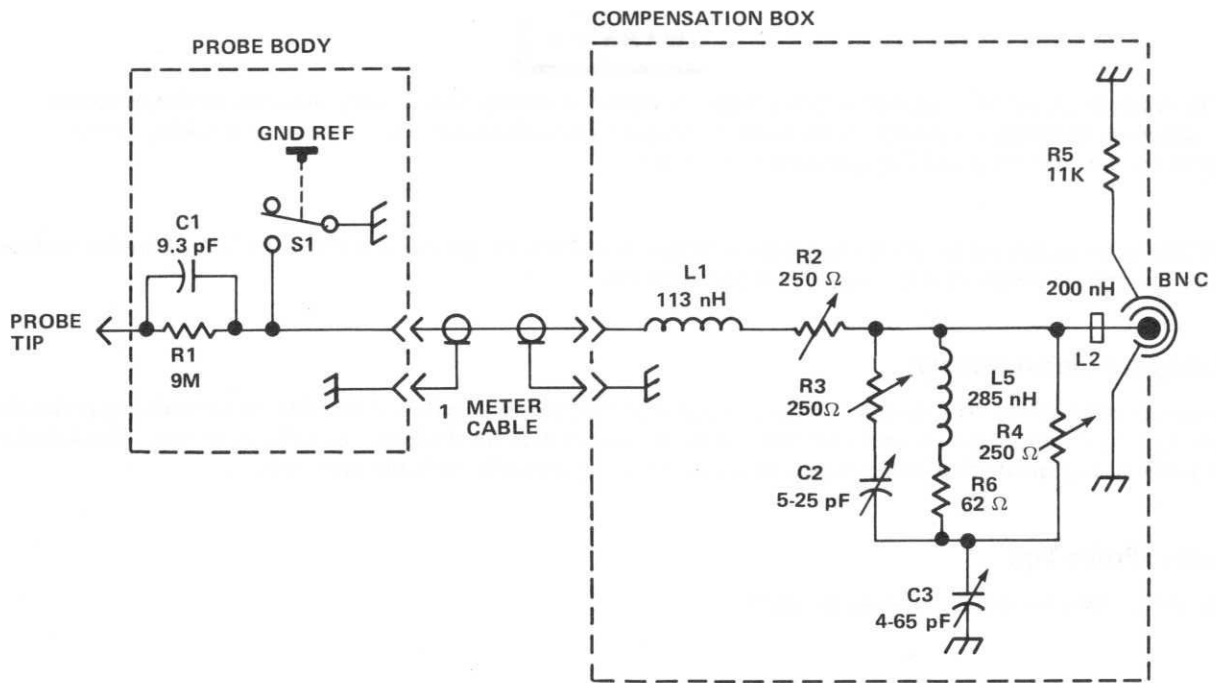 COMPENSATION BOX
PROBE BODY
GND REF
S1
C1
9.3 pF
R1
9M
PROBE
TIP
1 METER
CABLE
L1
113 nH
R2
250 Ω
R3
250Ω
C2
5-25 pF
L5
285 nH
R6
62 Ω
R4
250 Ω
C3
4-65 pF
R5
11K
200 nH
L2
BNC